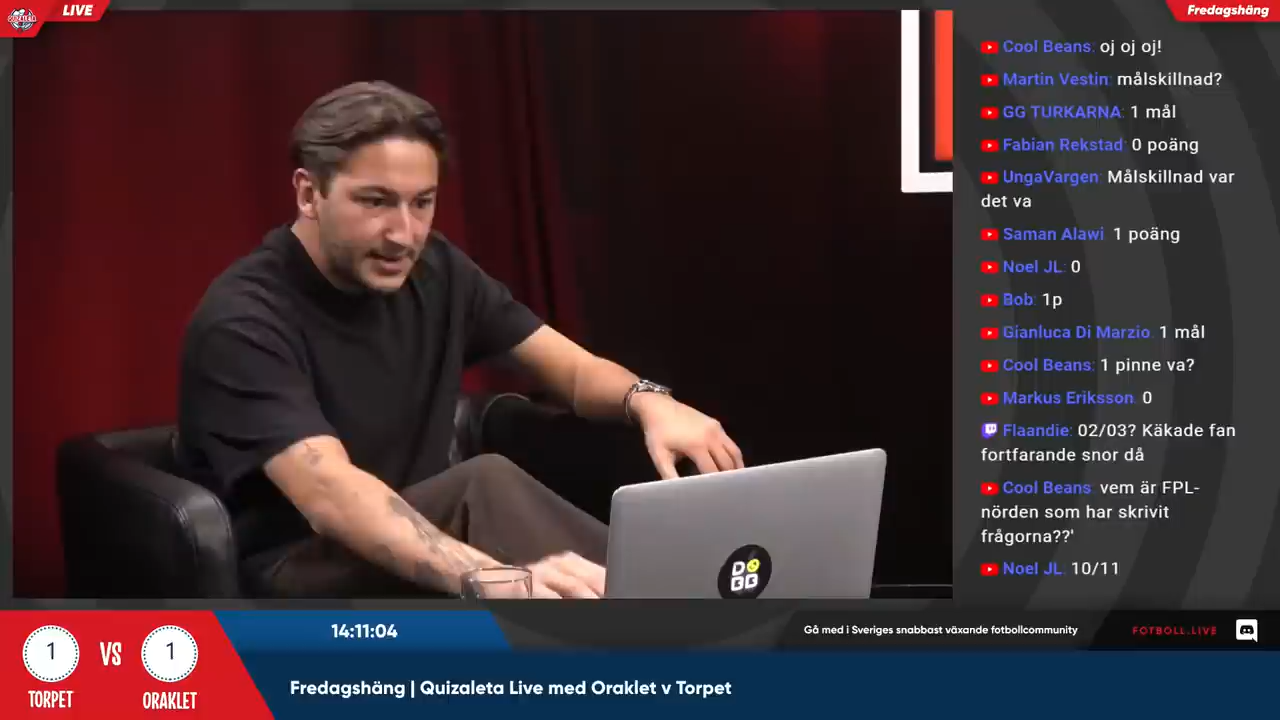 QUIZALETA
LIVE
Fredagshäng
Cool Beans: oj oj oj!
Martin Vestin: målskillnad?
GG TURKARNA: 1 mål
Fabian Rekstad: 0 poäng
UngaVargen: Målskillnad var
det va
Saman Alawi: 1 poäng
Noel JL: 0
Bob: 1p
Gianluca Di Marzio: 1 mål
Cool Beans: 1 pinne va?
Markus Eriksson: 0
Flaandie: 02/03? Käkade fan
fortfarande snor då
Cool Beans: vem är FPL-
nörden som har skrivit
frågorna??'
Noel JL: 10/11
1 VS 1
TORPET ORAKLET
14:11:04
Gå med i Sveriges snabbast växande fotbollcommunity
FOTBOLL.LIVE
Fredagshäng | Quizaleta Live med Oraklet v Torpet